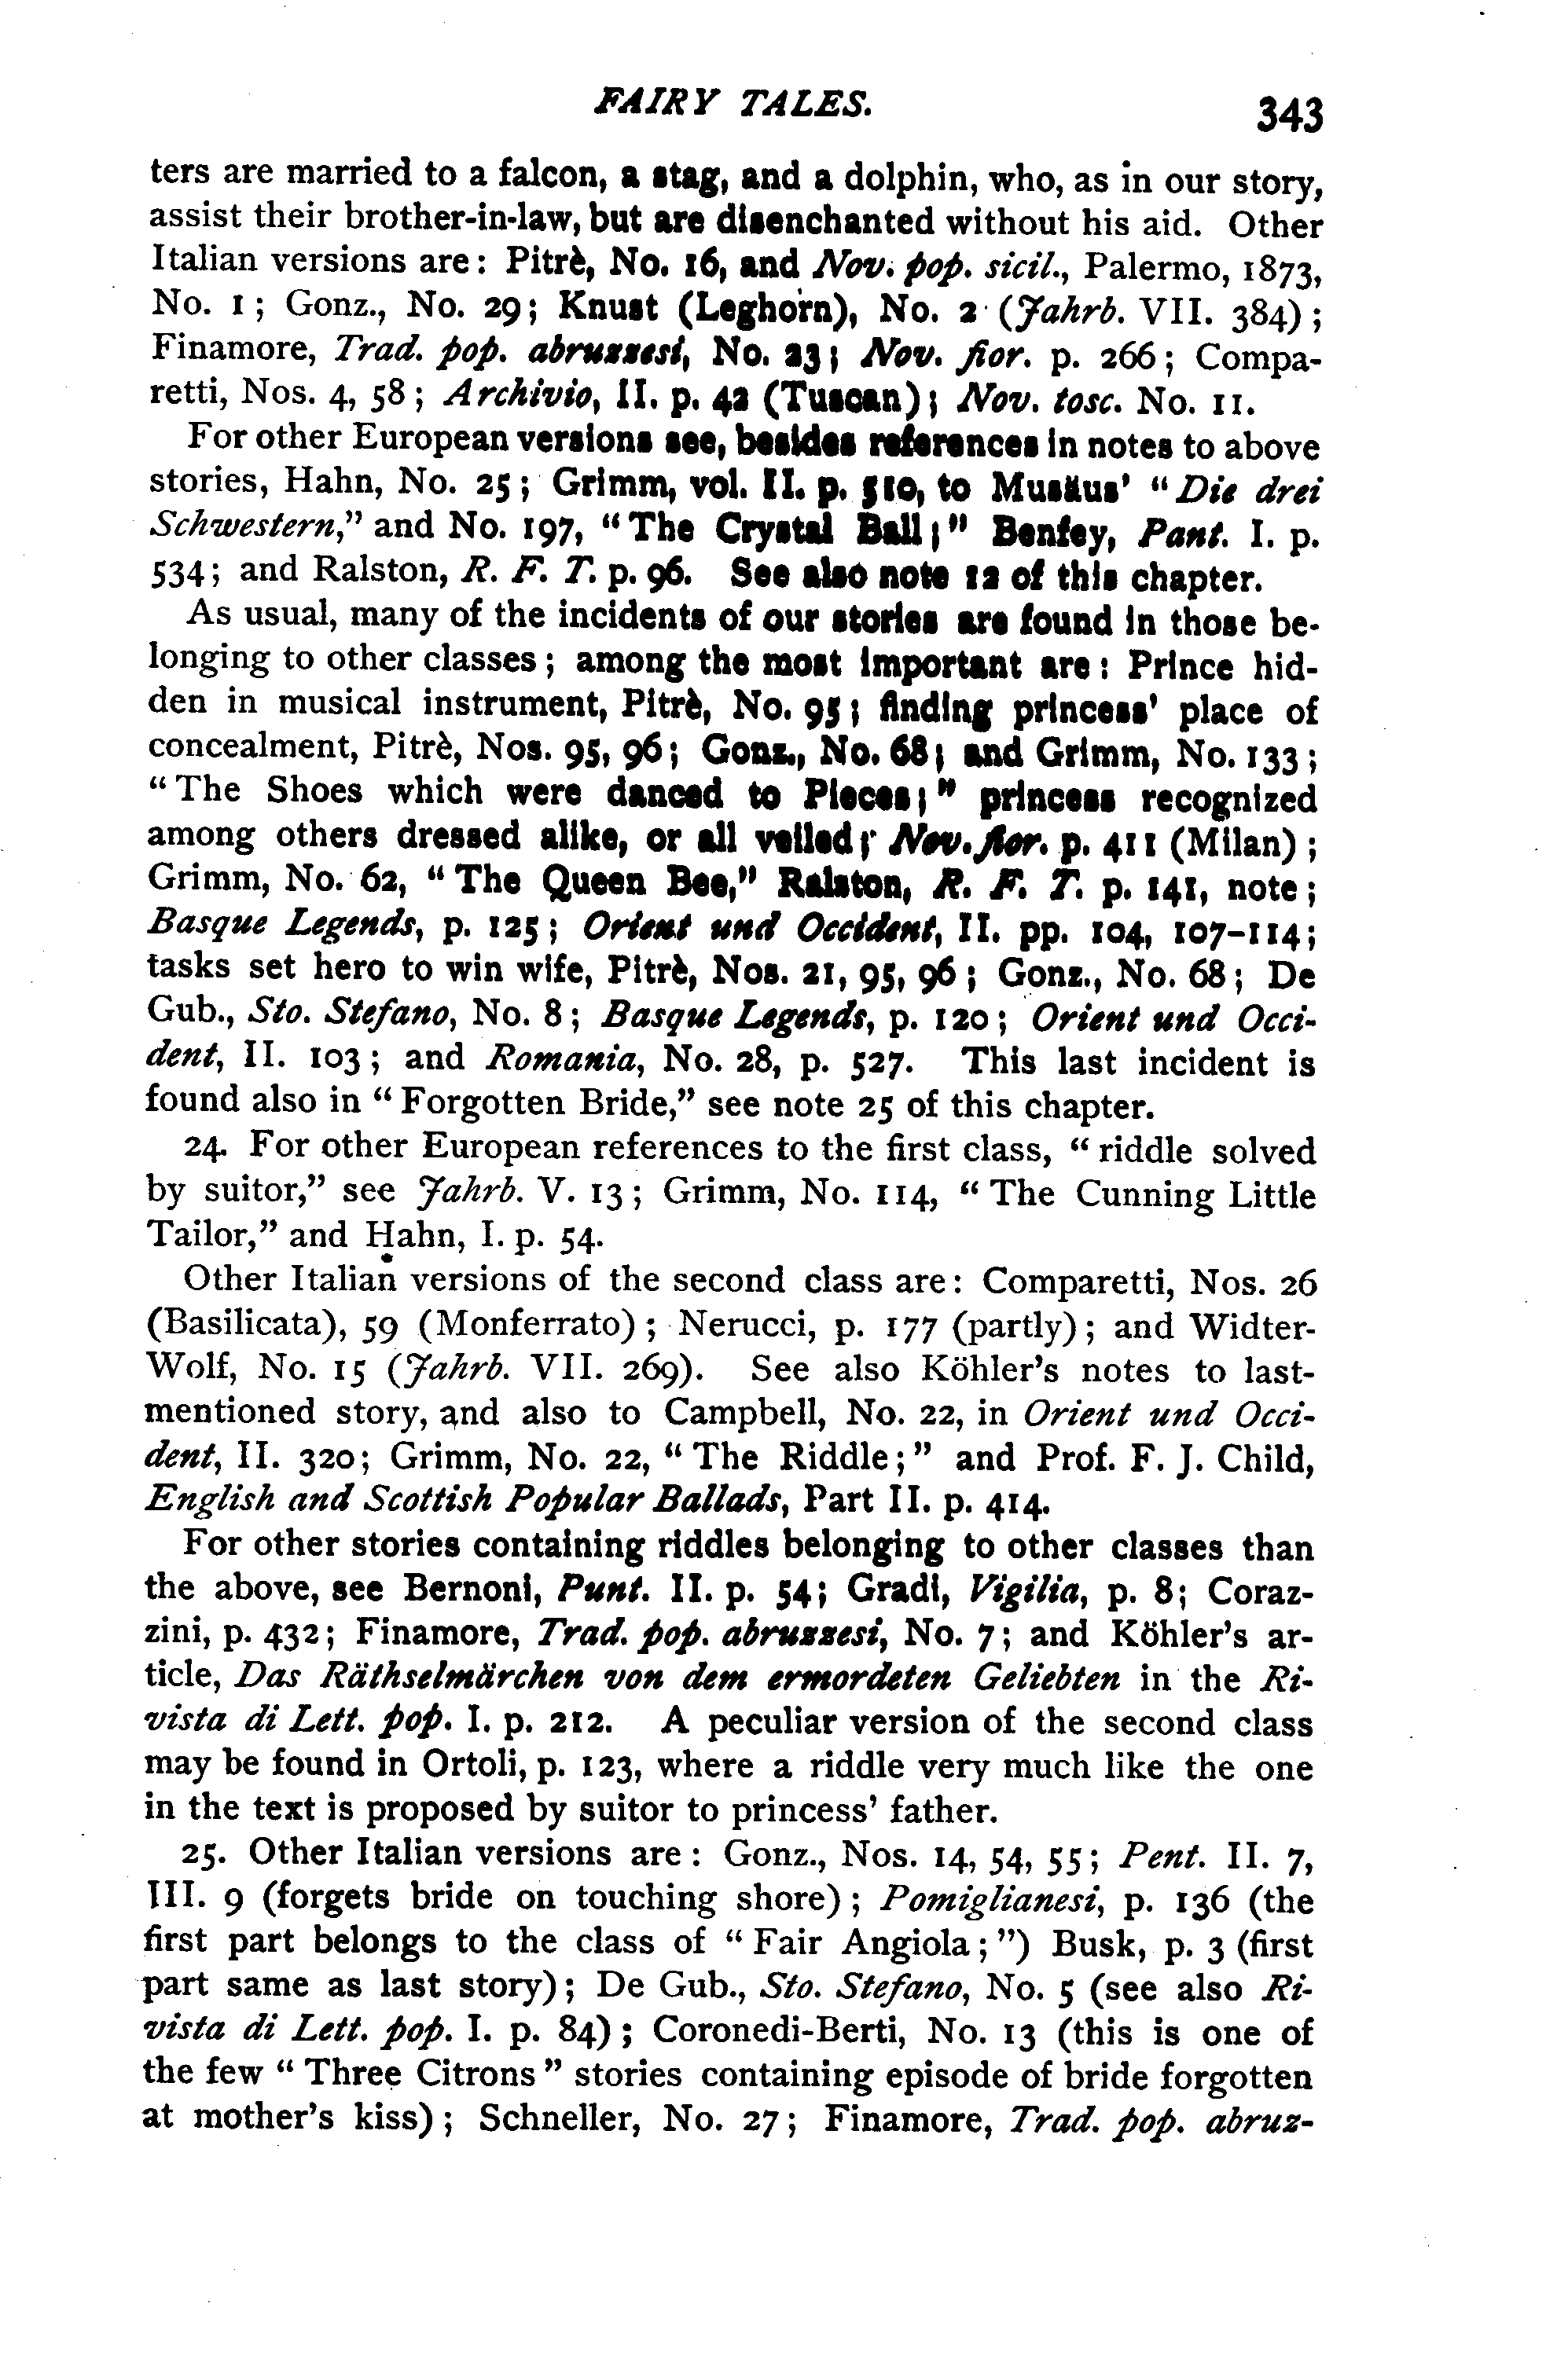 FAIRY TALES. 343
ters are married to a falcon, a stag, and a dolphin, who, as in our story,
assist their brother-in-law, but are disenchanted without his aid. Other
Italian versions are: Pitrè, No. 16, and Nov. pop. sicil., Palermo, 1873,
No. 1; Gonz., No. 29; Knust (Leghorn), No. 2 (Jahrb. VII. 384);
Finamore, Trad. pop. abruzzesi, No. 23; Nov. fior. p. 266; Compa-
retti, Nos. 4, 58; Archivio, II. p. 42 (Tuscan); Nov. tosc. No. 11.
For other European versions see, besides references in notes to above
stories, Hahn, No. 25; Grimm, vol. II. p. 510, to Musäus' "Die drei
Schwestern," and No. 197, "The Crystal Ball;" Benfey, Pant. I. p.
534; and Ralston, R. F. T. p. 96. See also note 12 of this chapter.
As usual, many of the incidents of our stories are found in those be-
longing to other classes; among the most important are: Prince hid-
den in musical instrument, Pitrè, No. 95; finding princess' place of
concealment, Pitrè, Nos. 95, 96; Gonz., No. 68; and Grimm, No. 133;
"The Shoes which were danced to Pieces;" princess recognized
among others dressed alike, or all veiled; Nov. fior. p. 411 (Milan);
Grimm, No. 62, "The Queen Bee," Ralston, R. F. T. p. 141, note;
Basque Legends, p. 125; Orient und Occident, II. pp. 104, 107–114;
tasks set hero to win wife, Pitrè, Nos. 21, 95, 96; Gonz., No. 68; De
Gub., Sto. Stefano, No. 8; Basque Legends, p. 120; Orient und Occi-
dent, II. 103; and Romania, No. 28, p. 527. This last incident is
found also in "Forgotten Bride," see note 25 of this chapter.
24. For other European references to the first class, "riddle solved
by suitor," see Jahrb. V. 13; Grimm, No. 114, "The Cunning Little
Tailor," and Hahn, I. p. 54.
Other Italian versions of the second class are: Comparetti, Nos. 26
(Basilicata), 59 (Monferrato); Nerucci, p. 177 (partly); and Widter-
Wolf, No. 15 (Jahrb. VII. 269). See also Köhler's notes to last-
mentioned story, and also to Campbell, No. 22, in Orient und Occi-
dent, II. 320; Grimm, No. 22, "The Riddle;" and Prof. F. J. Child,
English and Scottish Popular Ballads, Part II. p. 414.
For other stories containing riddles belonging to other classes than
the above, see Bernoni, Punt. II. p. 54; Gradi, Vigilia, p. 8; Coraz-
zini, p. 432; Finamore, Trad. pop. abruzzesi, No. 7; and Köhler's ar-
ticle, Das Räthselmärchen von dem ermordeten Geliebten in the Ri-
vista di Lett. pop. I. p. 212. A peculiar version of the second class
may be found in Ortoli, p. 123, where a riddle very much like the one
in the text is proposed by suitor to princess' father.
25. Other Italian versions are: Gonz., Nos. 14, 54, 55; Pent. II. 7,
III. 9 (forgets bride on touching shore); Pomiglianesi, p. 136 (the
first part belongs to the class of "Fair Angiola;") Busk, p. 3 (first
part same as last story); De Gub., Sto. Stefano, No. 5 (see also Ri-
vista di Lett. pop. I. p. 84); Coronedi-Berti, No. 13 (this is one of
the few "Three Citrons" stories containing episode of bride forgotten
at mother's kiss); Schneller, No. 27; Finamore, Trad. pop. abruz-